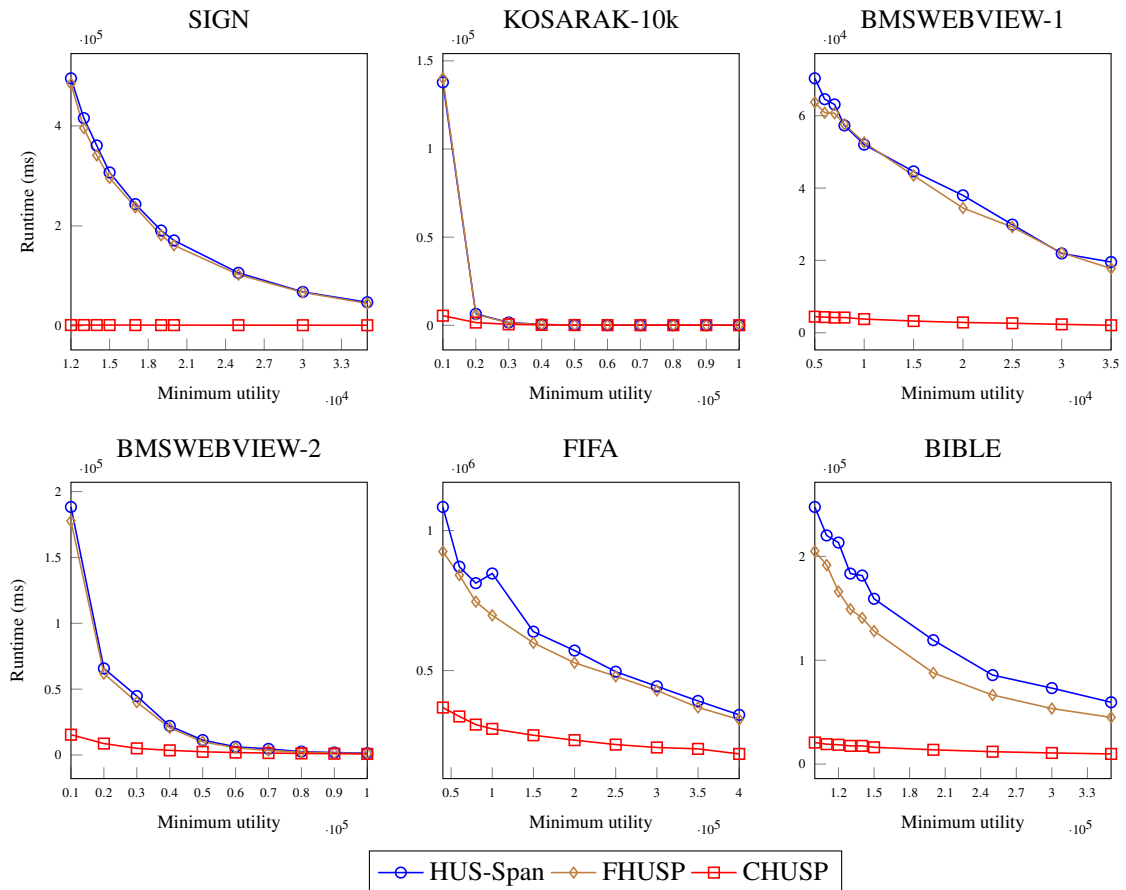 SIGN
·10^5
4
2
0
Runtime (ms)
1.2 1.5 1.8 2.1 2.4 2.7 3 3.3
Minimum utility
·10^4
KOSARAK-10k
·10^5
1.5
1
0.5
0
0.1 0.2 0.3 0.4 0.5 0.6 0.7 0.8 0.9 1
Minimum utility
·10^5
BMSWEBVIEW-1
·10^4
6
4
2
0
0.5 1 1.5 2 2.5 3 3.5
Minimum utility
·10^4
BMSWEBVIEW-2
·10^5
2
1.5
1
0.5
0
Runtime (ms)
0.1 0.2 0.3 0.4 0.5 0.6 0.7 0.8 0.9 1
Minimum utility
·10^5
FIFA
·10^6
1
0.5
0.5 1 1.5 2 2.5 3 3.5 4
Minimum utility
·10^5
BIBLE
·10^5
2
1
0
1.2 1.5 1.8 2.1 2.4 2.7 3 3.3
Minimum utility
·10^5
HUS-Span FHUSP CHUSP